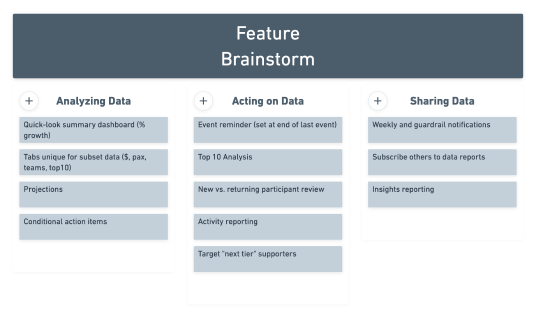 Feature
Brainstorm
+ Analyzing Data
Quick-look summary dashboard (%
growth)
Tabs unique for subset data ($, pax,
teams, top10)
Projections
Conditional action items
+ Acting on Data
Event reminder (set at end of last event)
Top 10 Analysis
New vs. returning participant review
Activity reporting
Target "next tier" supporters
+ Sharing Data
Weekly and guardrail notifications
Subscribe others to data reports
Insights reporting